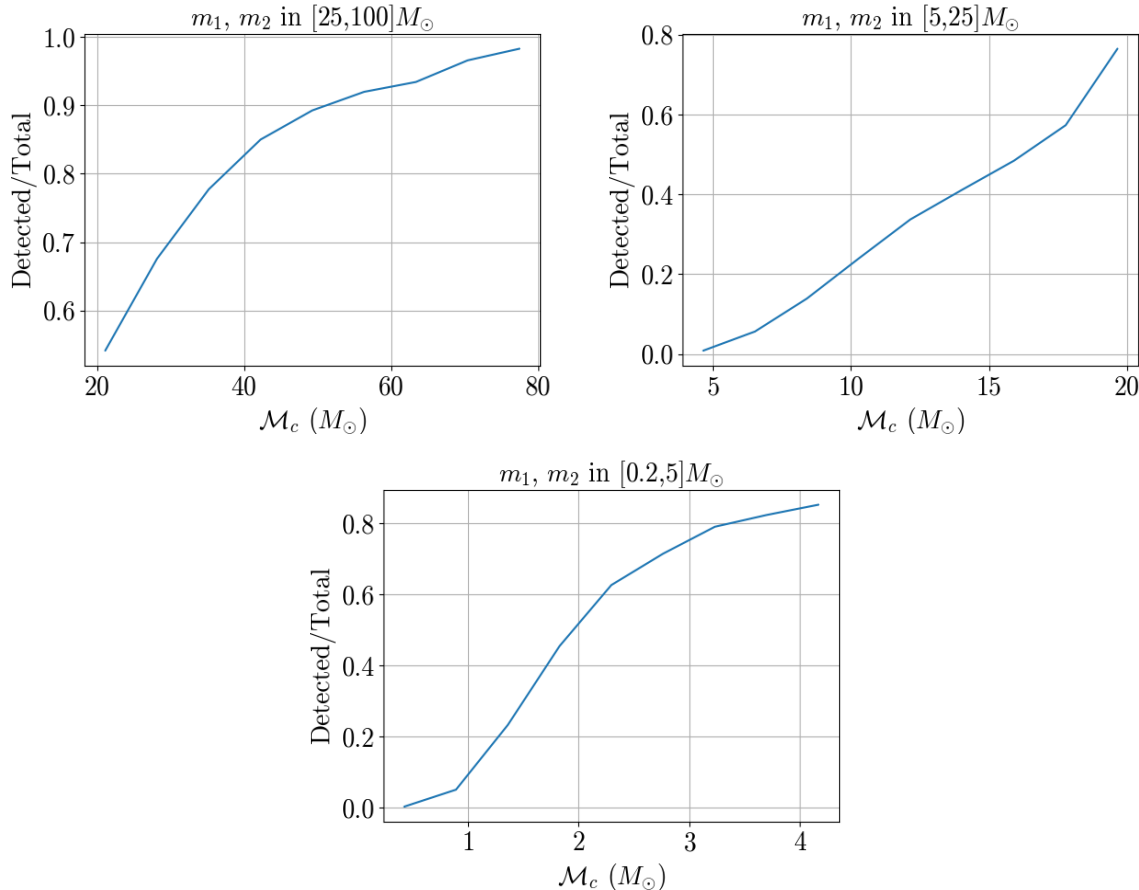 m₁, m₂ in [25,100]M⊙
1.0
0.9
0.8
0.7
0.6
Detected/Total
20 40 60 80
ℳ_c (M⊙)
m₁, m₂ in [5,25]M⊙
0.8
0.6
0.4
0.2
0.0
Detected/Total
5 10 15 20
ℳ_c (M⊙)
m₁, m₂ in [0.2,5]M⊙
0.8
0.6
0.4
0.2
0.0
Detected/Total
1 2 3 4
ℳ_c (M⊙)